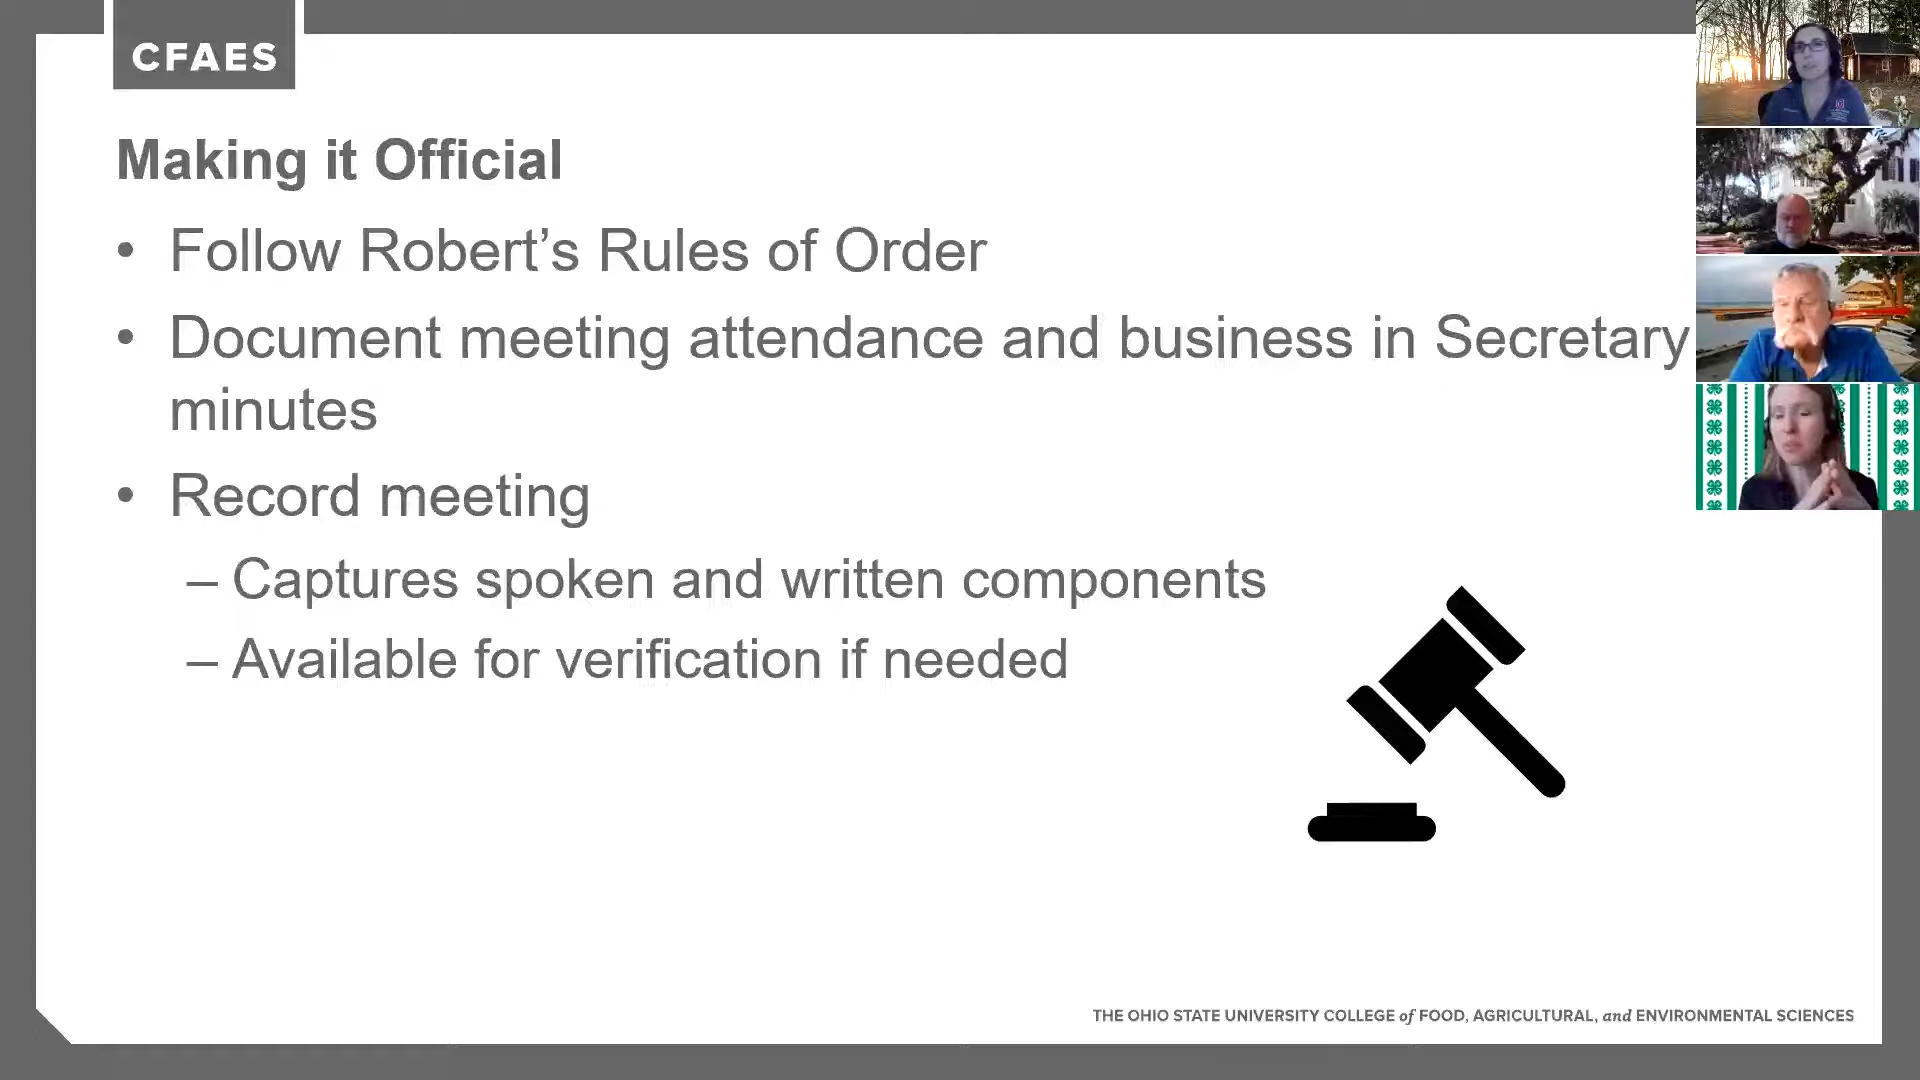 CFAES
Making it Official
• Follow Robert’s Rules of Order
• Document meeting attendance and business in Secretary
minutes
• Record meeting
– Captures spoken and written components
– Available for verification if needed
THE OHIO STATE UNIVERSITY COLLEGE of FOOD, AGRICULTURAL, and ENVIRONMENTAL SCIENCES